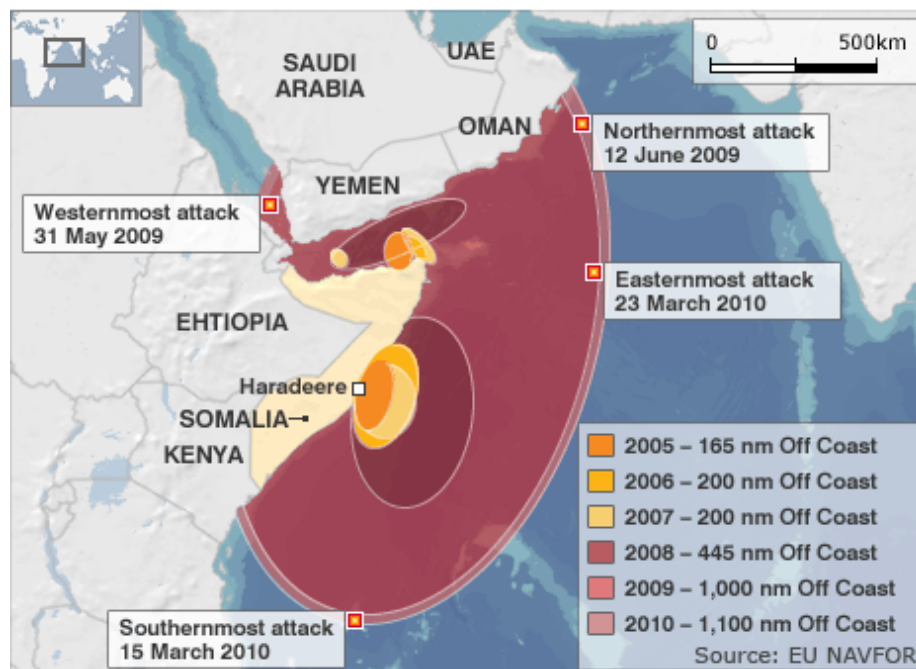 0 500km
UAE
SAUDI
ARABIA
OMAN
Northernmost attack
12 June 2009
YEMEN
Westernmost attack
31 May 2009
Easternmost attack
23 March 2010
EHTIOPIA
Haradeere
SOMALIA
KENYA
2005 – 165 nm Off Coast
2006 – 200 nm Off Coast
2007 – 200 nm Off Coast
2008 – 445 nm Off Coast
2009 – 1,000 nm Off Coast
2010 – 1,100 nm Off Coast
Southernmost attack
15 March 2010
Source: EU NAVFOR